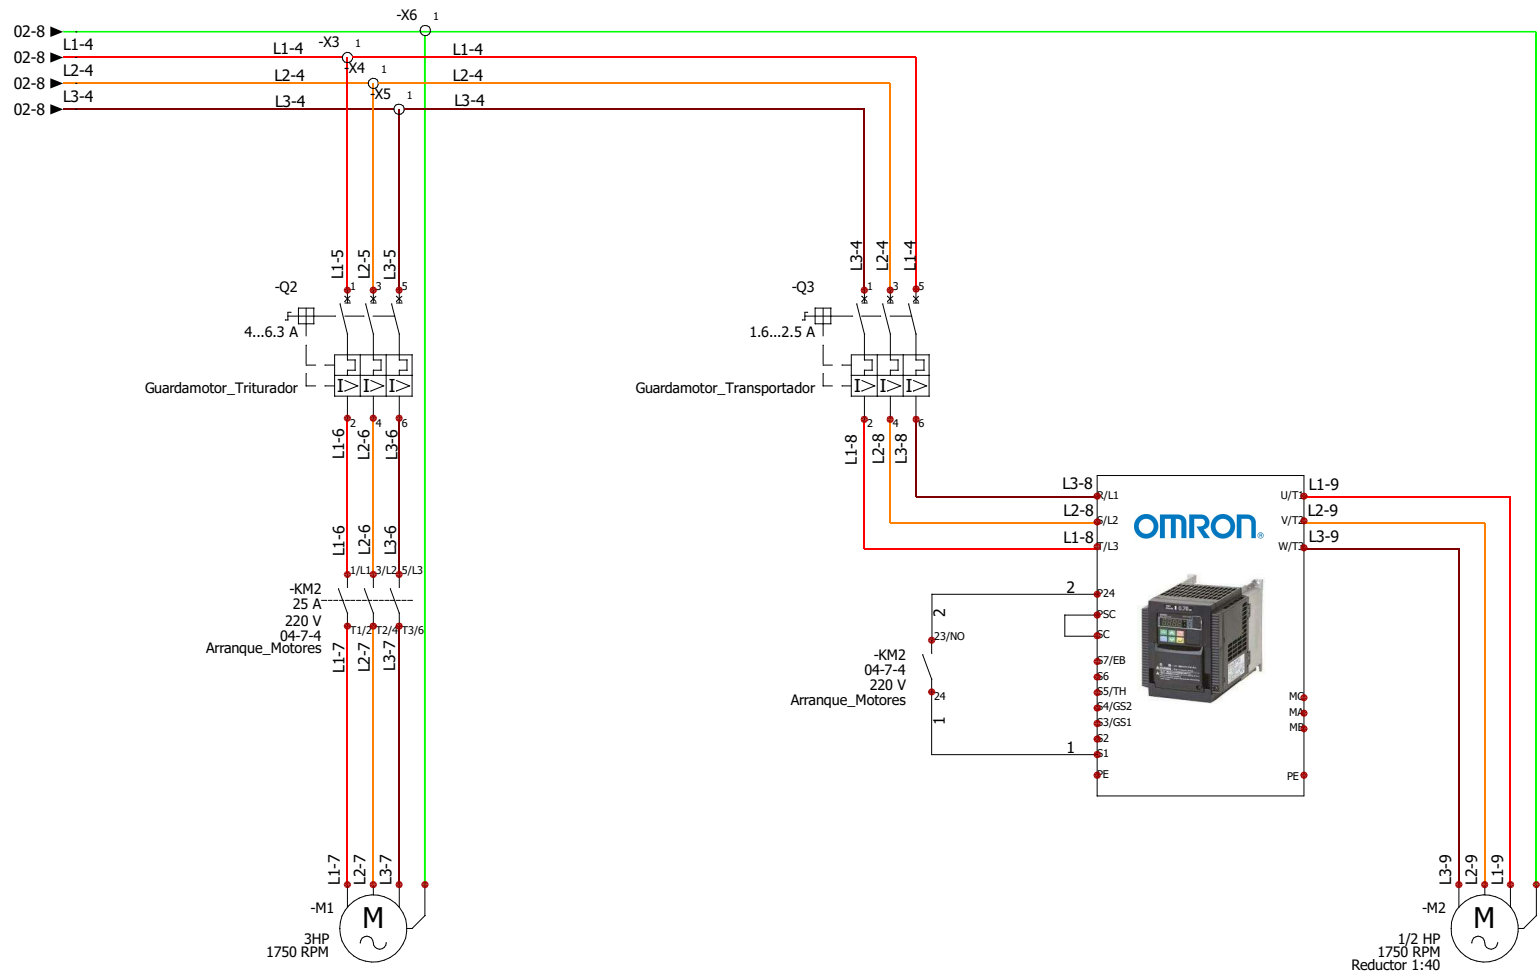 -X6 1
02-8
L1-4
-X3 1
02-8
L1-4
L1-4
-X4 1
L2-4
02-8
L2-4
L2-4
-X5 1
L3-4
02-8
L3-4
L3-4
L1-5
L2-5
L3-5
-Q2
1
3
5
4...6.3 A
Guardamotor_Triturador
I>
I>
I>
2
4
6
L1-6
L2-6
L3-6
L1-6
L2-6
L3-6
1/L1
3/L2
5/L3
-KM2
25 A
220 V
04-7-4
Arranque_Motores
T1/2
T2/4
T3/6
L1-7
L2-7
L3-7
L1-7
L2-7
L3-7
-M1
M
3HP
1750 RPM
L3-4
L2-4
L1-4
-Q3
1
3
5
1.6...2.5 A
Guardamotor_Transportador
I>
I>
I>
2
4
6
L1-8
L2-8
L3-8
L3-8
R/L1
L2-8
S/L2
L1-8
T/L3
OMRON®
U/T1
L1-9
V/T2
L2-9
W/T3
L3-9
2
P24
PSC
SC
S7/EB
S6
S5/TH
S4/GS2
S3/GS1
S2
1
S1
PE
MC
MA
MB
PE
2
23/NO
-KM2
04-7-4
220 V
Arranque_Motores
24
1
L3-9
L2-9
L1-9
-M2
M
1/2 HP
1750 RPM
Reductor 1:40